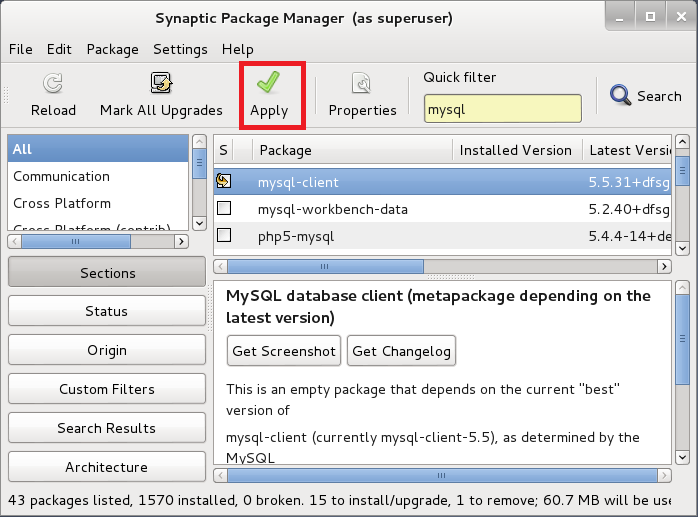 Synaptic Package Manager (as superuser)
File Edit Package Settings Help
Quick filter
Reload Mark All Upgrades Apply Properties mysql Search
All
Communication
Cross Platform
Cross Platform (contrib)
Sections
Status
Origin
Custom Filters
Search Results
Architecture
S Package Installed Version Latest Versi
mysql-client 5.5.31+dfsg
mysql-workbench-data 5.2.40+dfsg
php5-mysql 5.4.4-14+de
MySQL database client (metapackage depending on the
latest version)
Get Screenshot Get Changelog
This is an empty package that depends on the current "best"
version of
mysql-client (currently mysql-client-5.5), as determined by the
MySQL
43 packages listed, 1570 installed, 0 broken. 15 to install/upgrade, 1 to remove; 60.7 MB will be use